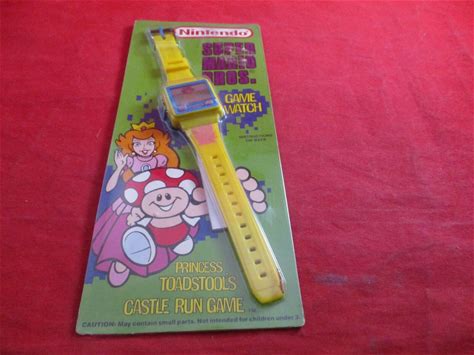 Nintendo
SUPER
MARIO
BROS.
GAME
WATCH
PRINCESS
TOADSTOOLS
CASTLE RUN GAME TM
CAUTION: May contain small parts. Not intended for children under 3.